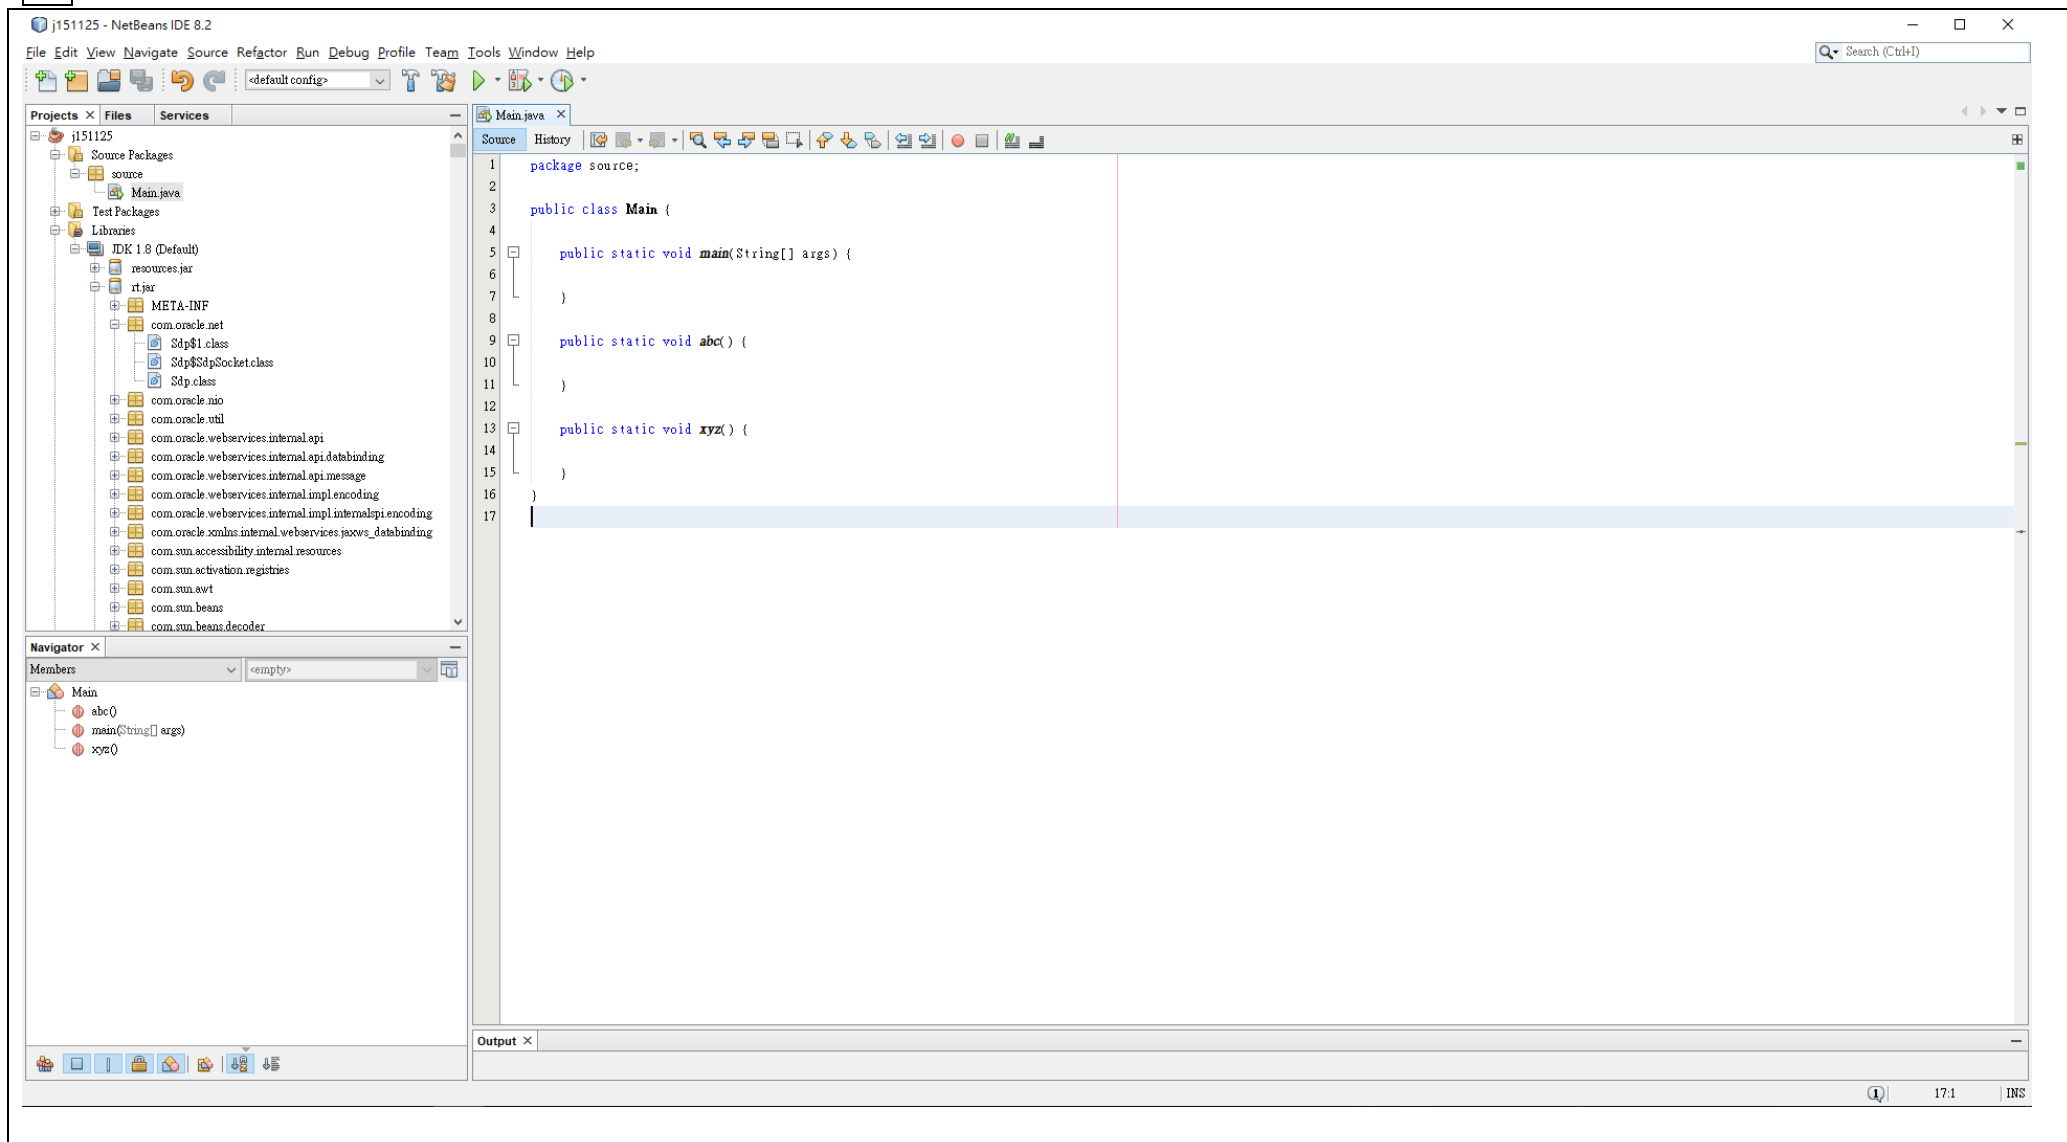 j151125 - NetBeans IDE 8.2
File Edit View Navigate Source Refactor Run Debug Profile Team Tools Window Help
Search (Ctrl+I)
<default config>
Projects Files Services
j151125
Source Packages
source
Main.java
Test Packages
Libraries
JDK 1.8 (Default)
resources.jar
rt.jar
META-INF
com.oracle.net
Sdp$1.class
Sdp$SdpSocket.class
Sdp.class
com.oracle.nio
com.oracle.util
com.oracle.webservices.internal.api
com.oracle.webservices.internal.api.databinding
com.oracle.webservices.internal.api.message
com.oracle.webservices.internal.impl.encoding
com.oracle.webservices.internal.impl.internalspi.encoding
com.oracle.xmlns.internal.webservices.jaxws_databinding
com.sun.accessibility.internal.resources
com.sun.activation.registries
com.sun.awt
com.sun.beans
com.sun.beans.decoder
Navigator
Members <empty>
Main
abc()
main(String[] args)
xyz()
Main.java
Source History
1 package source;
2
3 public class Main {
4
5 public static void main(String[] args) {
6
7 }
8
9 public static void abc() {
10
11 }
12
13 public static void xyz() {
14
15 }
16 }
17
Output
1 17:1 INS